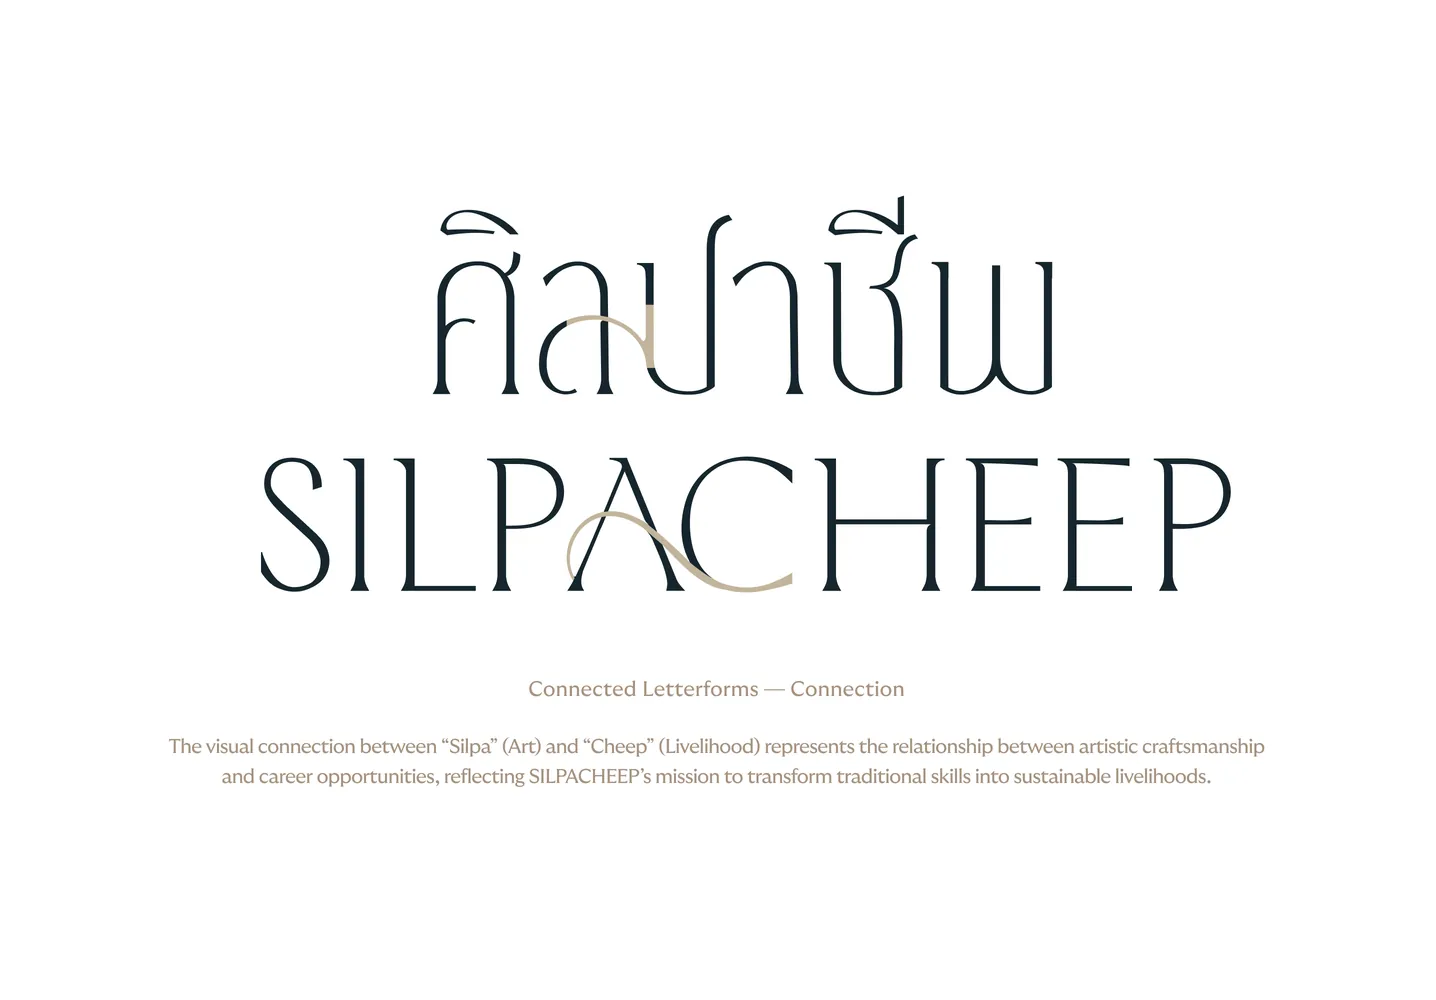 ศิลปาชีพ
SILPACHEEP
Connected Letterforms — Connection
The visual connection between “Silpa” (Art) and “Cheep” (Livelihood) represents the relationship between artistic craftsmanship
and career opportunities, reflecting SILPACHEEP’s mission to transform traditional skills into sustainable livelihoods.